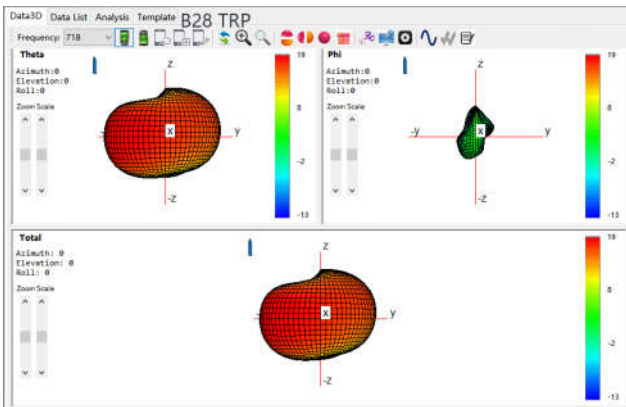 Data3D Data List Analysis Template B28 TRP
Frequency: 718
Theta
Azimuth:0
Elevation:0
Roll:0
Zoom Scale
z
y
x
-z
19
8
-2
-13
Phi
Azimuth:0
Elevation:0
Roll:0
Zoom Scale
z
-y
y
x
-z
19
8
-2
-13
Total
Azimuth: 0
Elevation: 0
Roll: 0
Zoom Scale
z
y
x
-z
19
8
-2
-13